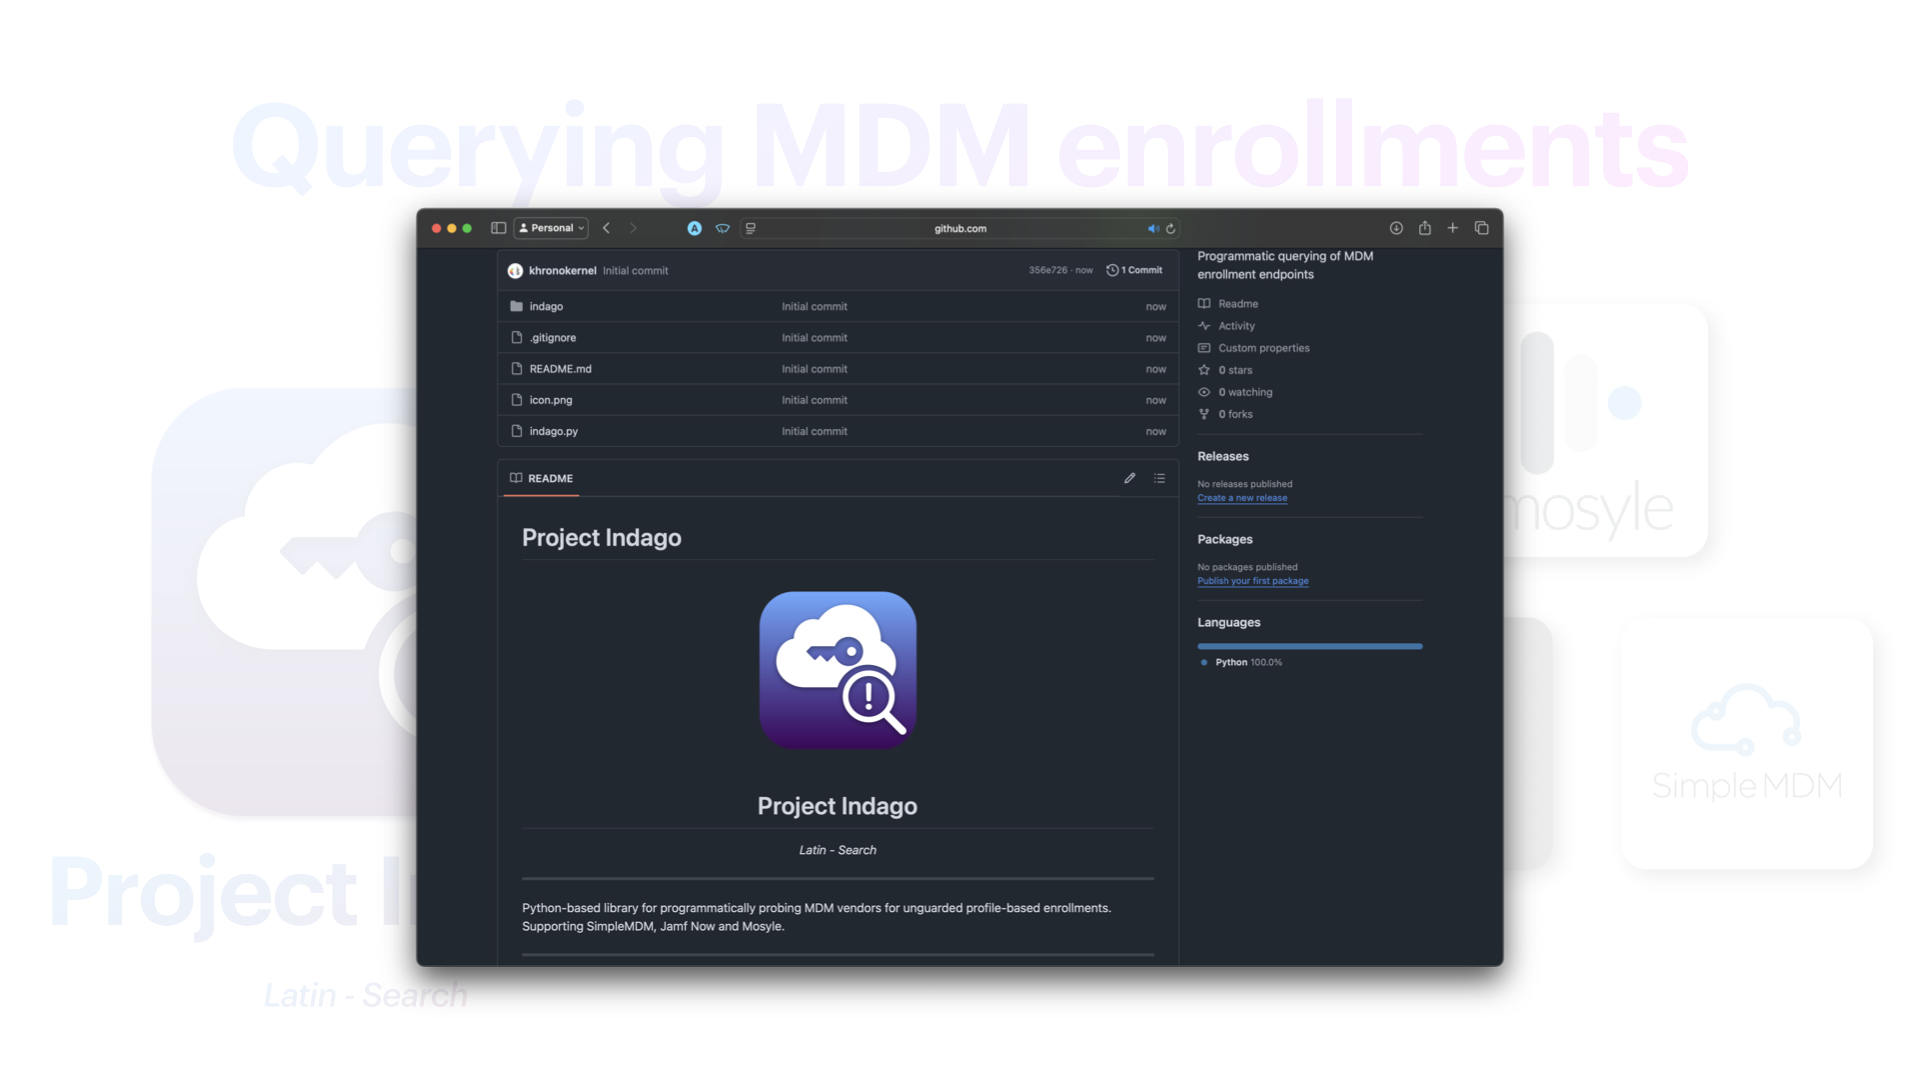 Querying MDM enrollments
Personal
github.com
khronokernel Initial commit 356e726 · now 1 Commit
indago Initial commit now
.gitignore Initial commit now
README.md Initial commit now
icon.png Initial commit now
indago.py Initial commit now
README
Project Indago
Project Indago
Latin - Search
Python-based library for programmatically probing MDM vendors for unguarded profile-based enrollments.
Supporting SimpleMDM, Jamf Now and Mosyle.
Programmatic querying of MDM
enrollment endpoints
Readme
Activity
Custom properties
0 stars
0 watching
0 forks
Releases
No releases published
Create a new release
Packages
No packages published
Publish your first package
Languages
Python 100.0%
mosyle
SimpleMDM
Project
Latin - Search